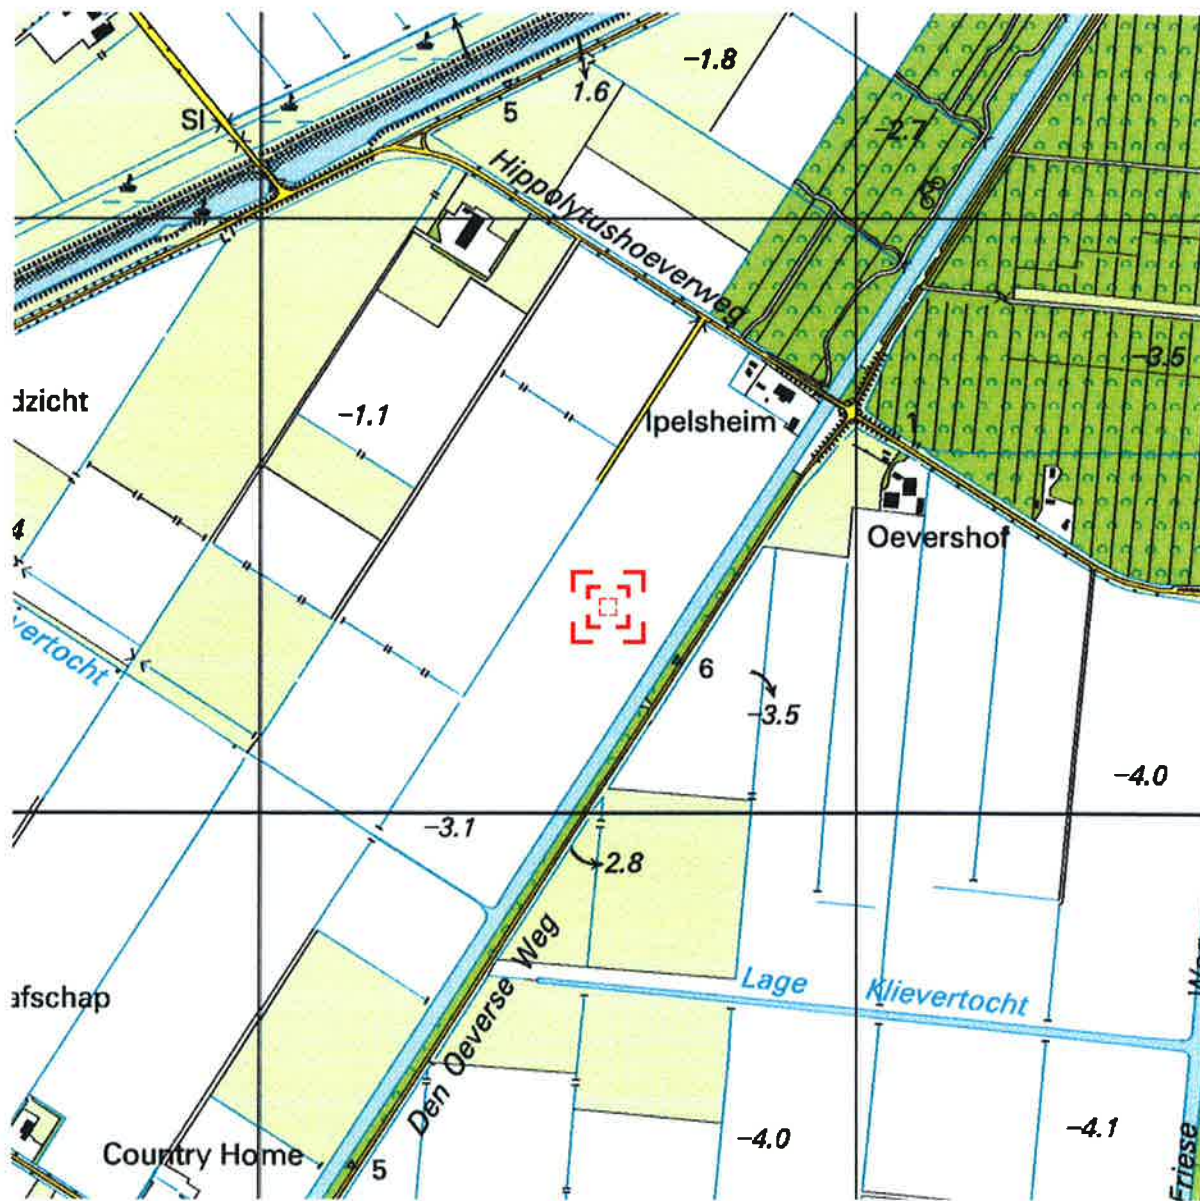 -1.8
1.6
5
Sl
-2.7
Hippolytushoeverweg
-3.5
dzicht
-1.1
Ipelsheim
1
4
Oevershof
vertocht
6
-3.5
-4.0
-3.1
2.8
Den Oeverse Weg
Lage Klievertocht
afschap
-4.0
-4.1
Country Home
5
Friese